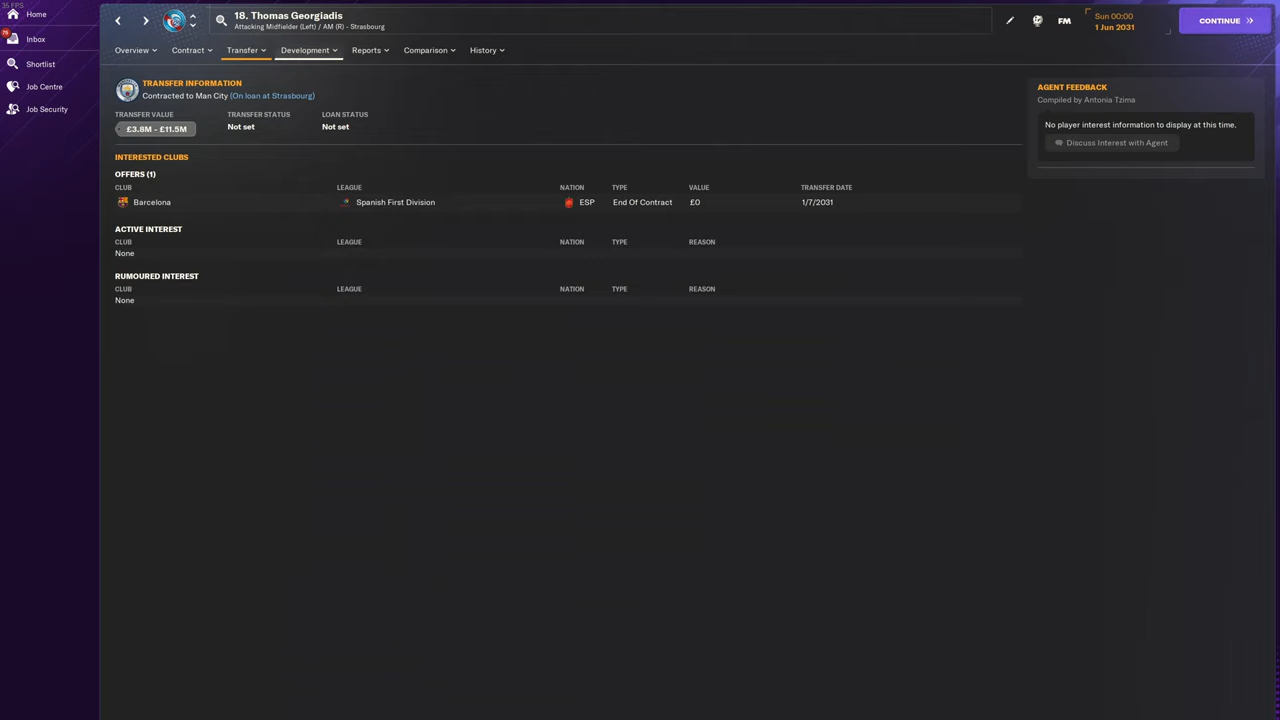 35 FPS
Home
76
Inbox
Shortlist
Job Centre
Job Security
18. Thomas Georgiadis
Attacking Midfielder (Left) / AM (R) - Strasbourg
FM
Sun 00:00
1 Jun 2031
CONTINUE
Overview
Contract
Transfer
Development
Reports
Comparison
History
TRANSFER INFORMATION
Contracted to Man City (On loan at Strasbourg)
TRANSFER VALUE TRANSFER STATUS LOAN STATUS
£3.8M - £11.5M Not set Not set
INTERESTED CLUBS
OFFERS (1)
CLUB LEAGUE NATION TYPE VALUE TRANSFER DATE
Barcelona Spanish First Division ESP End Of Contract £0 1/7/2031
ACTIVE INTEREST
CLUB LEAGUE NATION TYPE REASON
None
RUMOURED INTEREST
CLUB LEAGUE NATION TYPE REASON
None
AGENT FEEDBACK
Compiled by Antonia Tzima
No player interest information to display at this time.
Discuss Interest with Agent